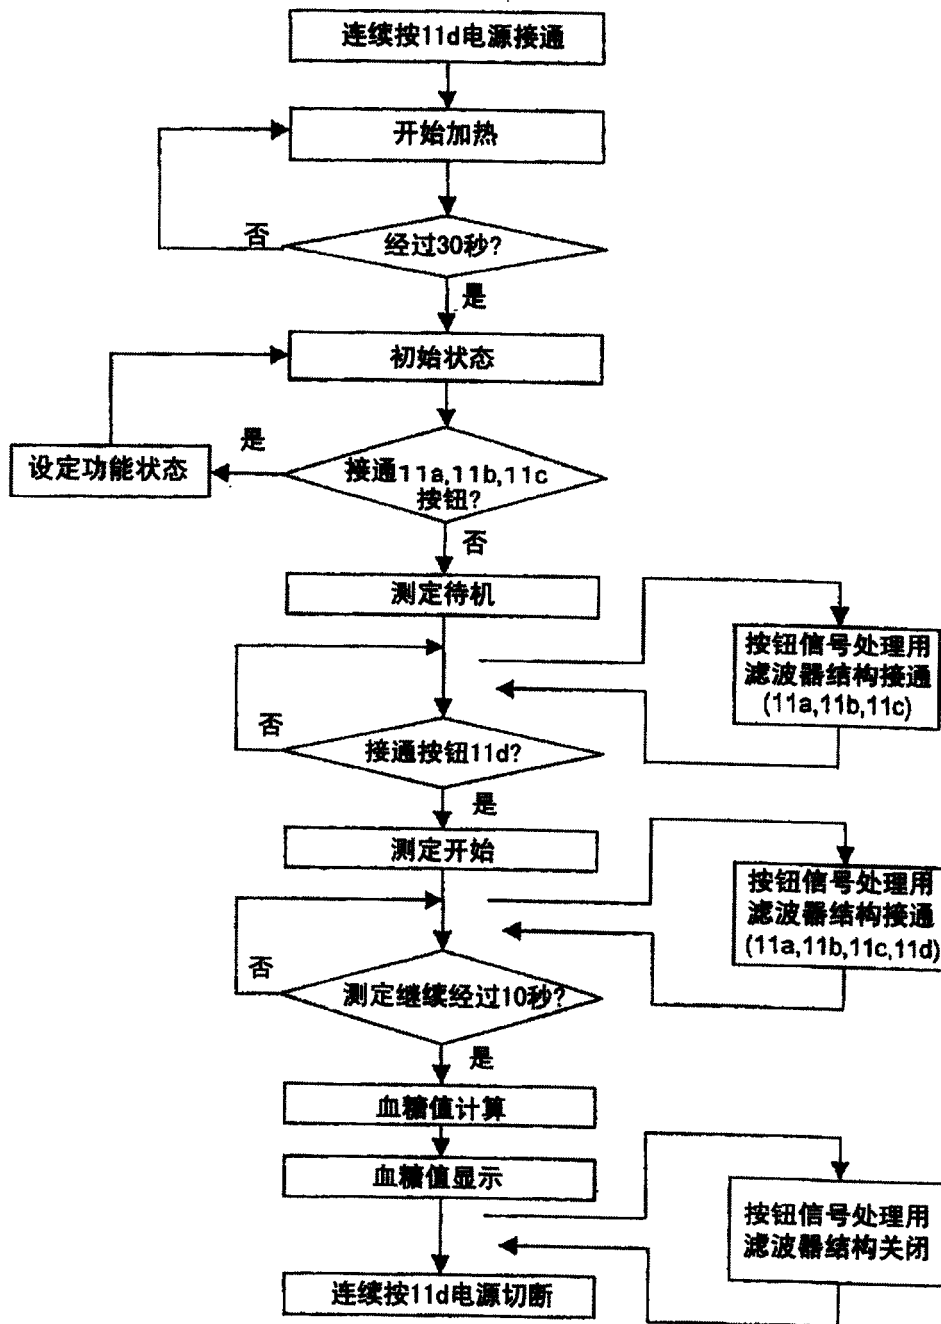 连续按11d电源接通
开始加热
经过30秒?
否
是
初始状态
接通11a,11b,11c
按钮?
是
设定功能状态
否
测定待机
按钮信号处理用
滤波器结构接通
(11a,11b,11c)
接通按钮11d?
否
是
测定开始
按钮信号处理用
滤波器结构接通
(11a,11b,11c,11d)
测定继续经过10秒?
否
是
血糖值计算
血糖值显示
按钮信号处理用
滤波器结构关闭
连续按11d电源切断